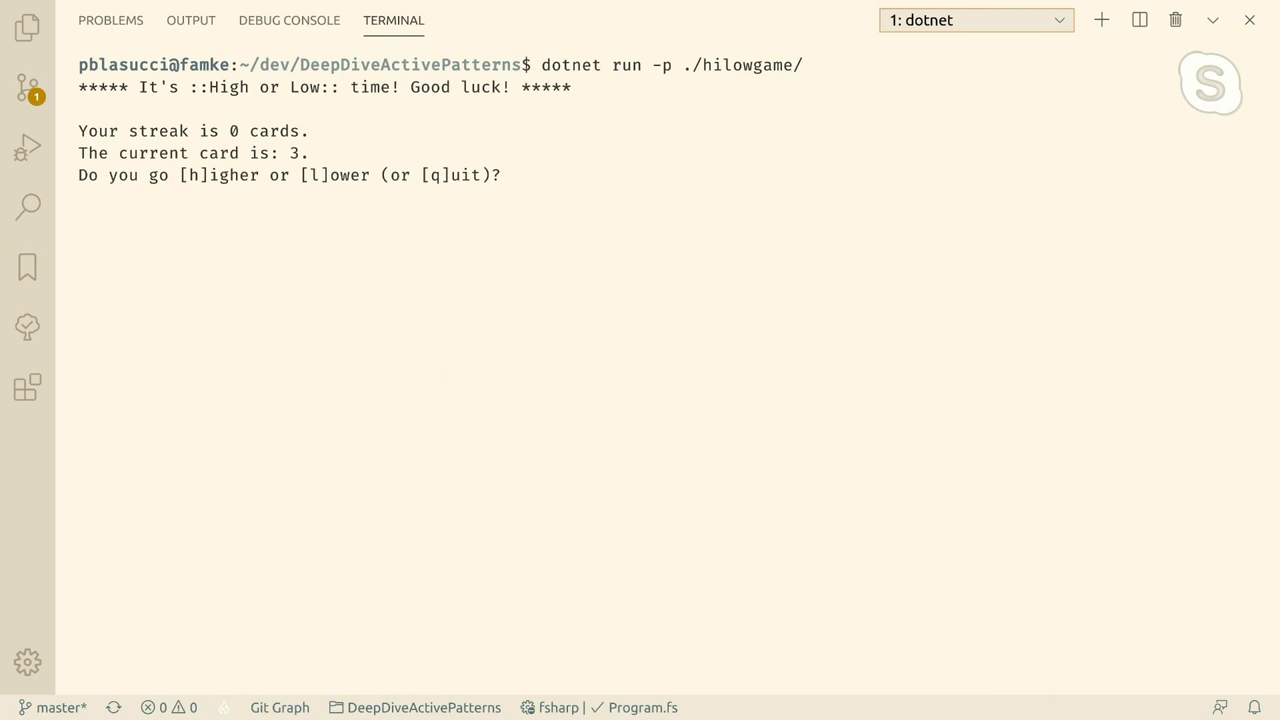 PROBLEMS OUTPUT DEBUG CONSOLE TERMINAL 1: dotnet
pblasucci@famke:~/dev/DeepDiveActivePatterns$ dotnet run -p ./hilowgame/
***** It's ::High or Low:: time! Good luck! *****
Your streak is 0 cards.
The current card is: 3.
Do you go [h]igher or [l]ower (or [q]uit)?
S
1
master* 0 0 Git Graph DeepDiveActivePatterns fsharp | ✓ Program.fs